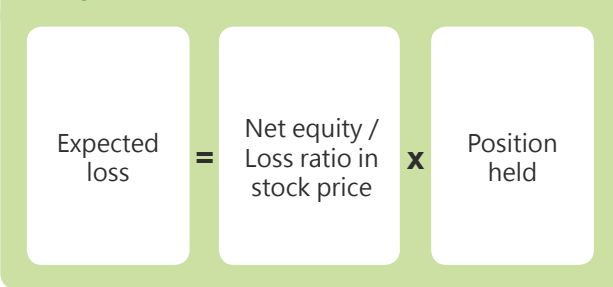 Expected
loss
=
Net equity /
Loss ratio in
stock price
x
Position
held